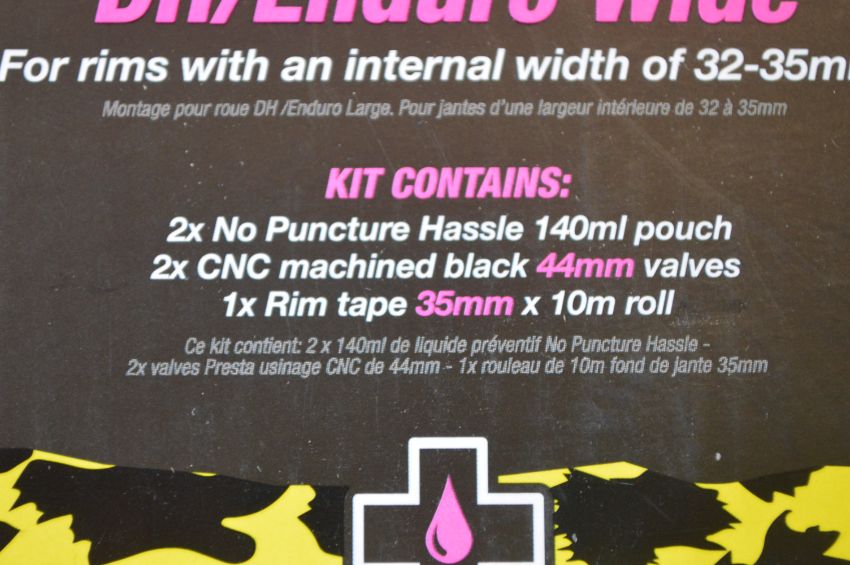 DH/Enduro Wide
For rims with an internal width of 32-35m
Montage pour roue DH /Enduro Large. Pour jantes d'une largeur intérieure de 32 à 35mm
KIT CONTAINS:
2x No Puncture Hassle 140ml pouch
2x CNC machined black 44mm valves
1x Rim tape 35mm x 10m roll
Ce kit contient: 2 x 140ml de liquide préventif No Puncture Hassle -
2x valves Presta usinage CNC de 44mm - 1x rouleau de 10m fond de jante 35mm